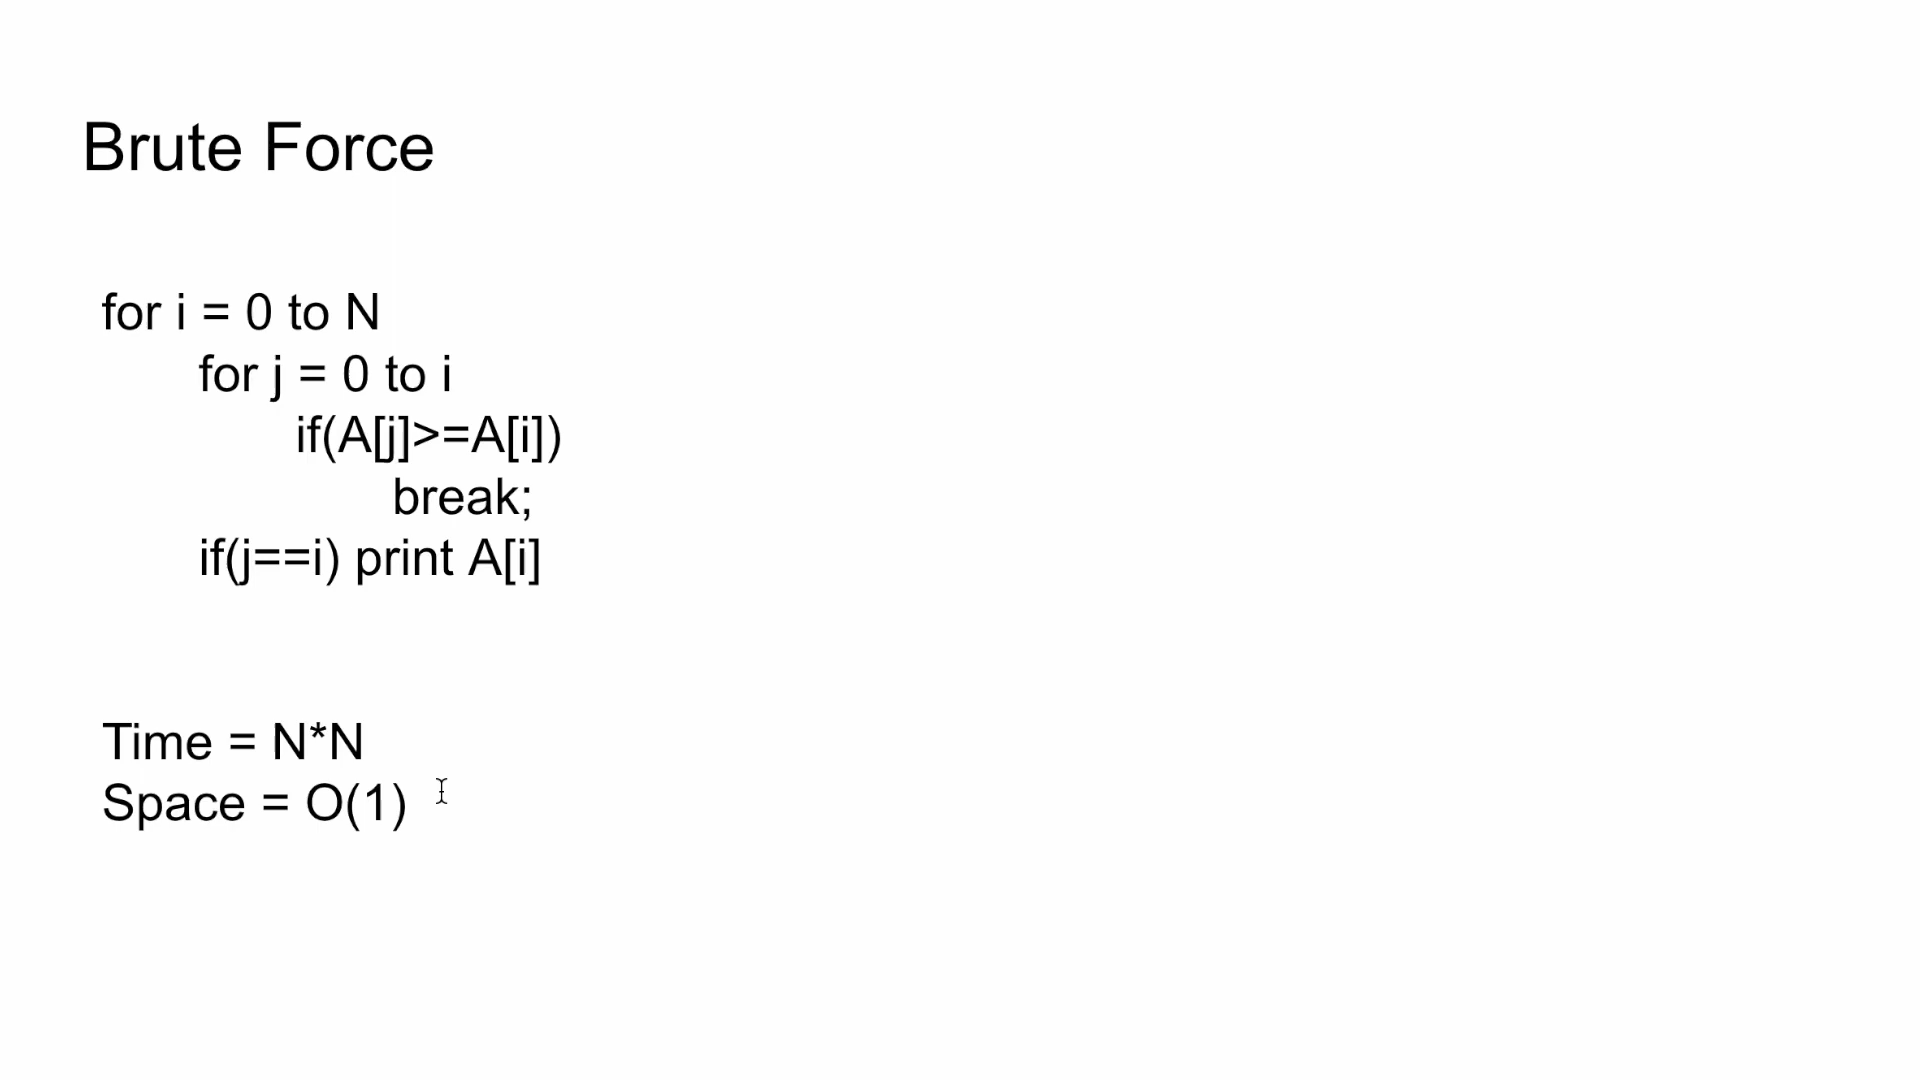 Brute Force
for i = 0 to N
for j = 0 to i
if(A[j]>=A[i])
break;
if(j==i) print A[i]
Time = N*N
Space = O(1)